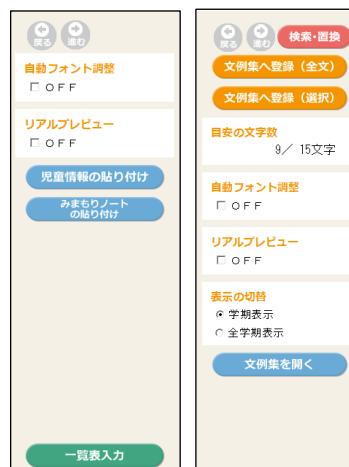 戻る 進む
自動フォント調整
OFF
リアルプレビュー
OFF
児童情報の貼り付け
みまもりノート
の貼り付け
一覧表入力
戻る 進む 検索・置換
文例集へ登録（全文）
文例集へ登録（選択）
目安の文字数
9／ 15文字
自動フォント調整
OFF
リアルプレビュー
OFF
表示の切替
学期表示
全学期表示
文例集を開く